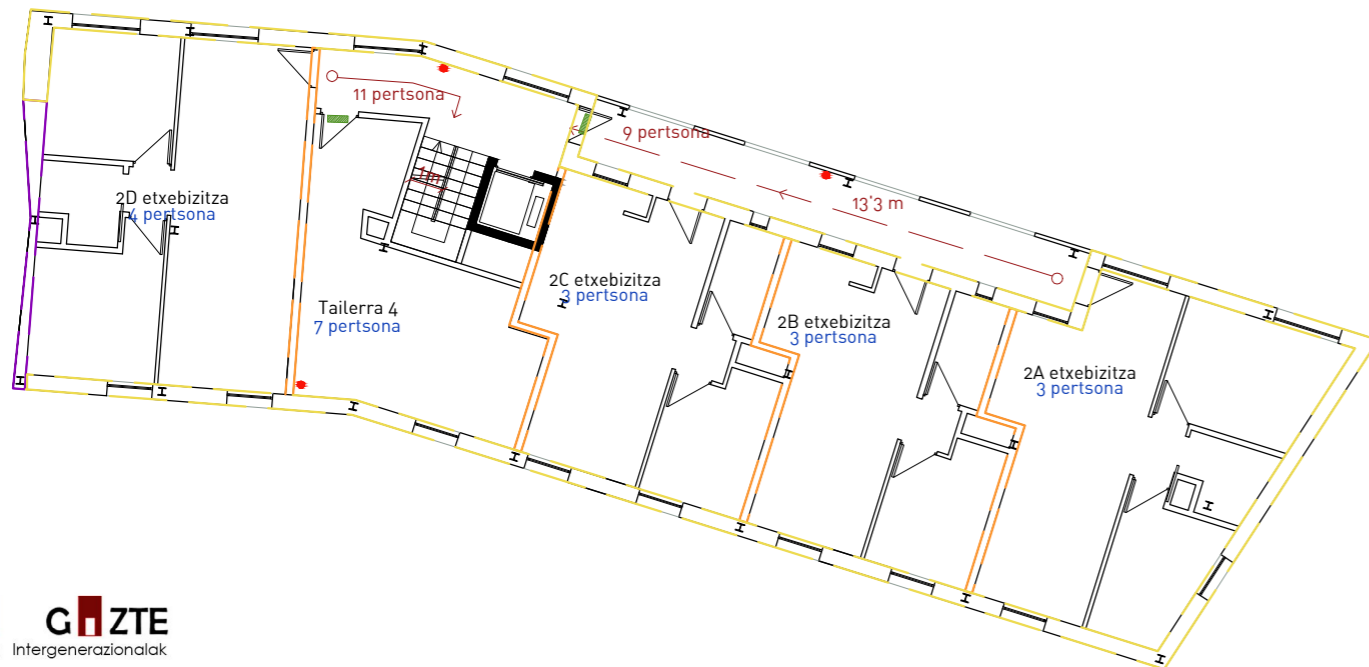 11 pertsona
9 pertsona
1m
2D etxebizitza
4 pertsona
13'3 m
2C etxebizitza
3 pertsona
Tailerra 4
7 pertsona
2B etxebizitza
3 pertsona
2A etxebizitza
3 pertsona
GAZTE
Intergenerazionalak